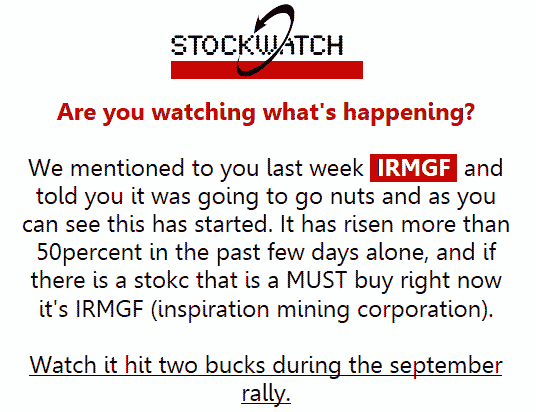 STOCKWATCH
Are you watching what's happening?
We mentioned to you last week IRMGF and
told you it was going to go nuts and as you
can see this has started. It has risen more than
50percent in the past few days alone, and if
there is a stokc that is a MUST buy right now
it's IRMGF (inspiration mining corporation).
Watch it hit two bucks during the september
rally.